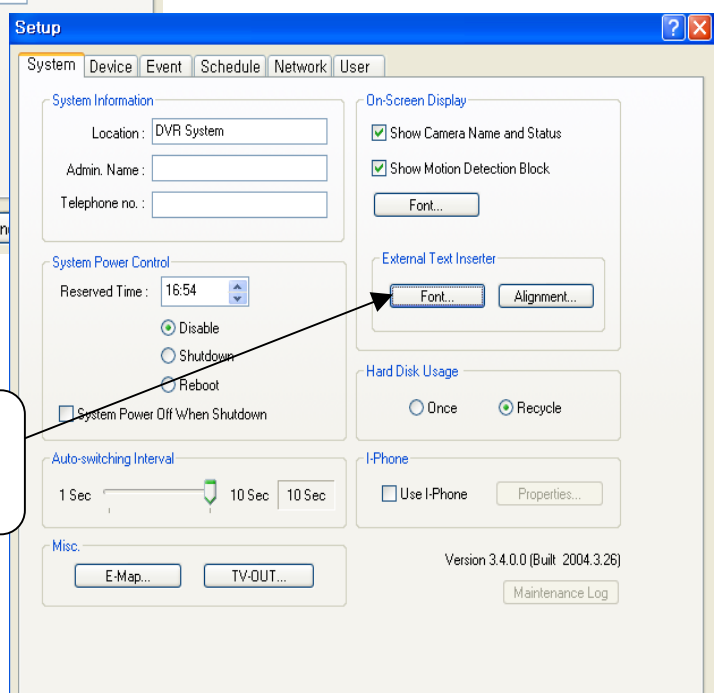 Setup
System Device Event Schedule Network User
System Information
Location : DVR System
Admin. Name :
Telephone no. :
System Power Control
Reserved Time : 16:54
Disable
Shutdown
Reboot
System Power Off When Shutdown
Auto-switching Interval
1 Sec 10 Sec 10 Sec
Misc.
E-Map... TV-OUT...
On-Screen Display
Show Camera Name and Status
Show Motion Detection Block
Font...
External Text Inserter
Font... Alignment...
Hard Disk Usage
Once Recycle
I-Phone
Use I-Phone Properties...
Version 3.4.0.0 (Built 2004.3.26)
Maintenance Log